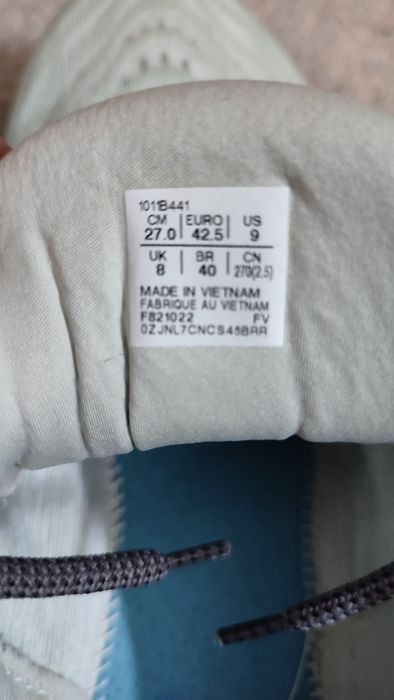 1011B441
CM | EURO | US
27.0 | 42.5 | 9
UK | BR | CN
8 | 40 | 270(2.5)
MADE IN VIETNAM
FABRIQUE AU VIETNAM
F821022 FV
0ZJNL7CNCS45BRR